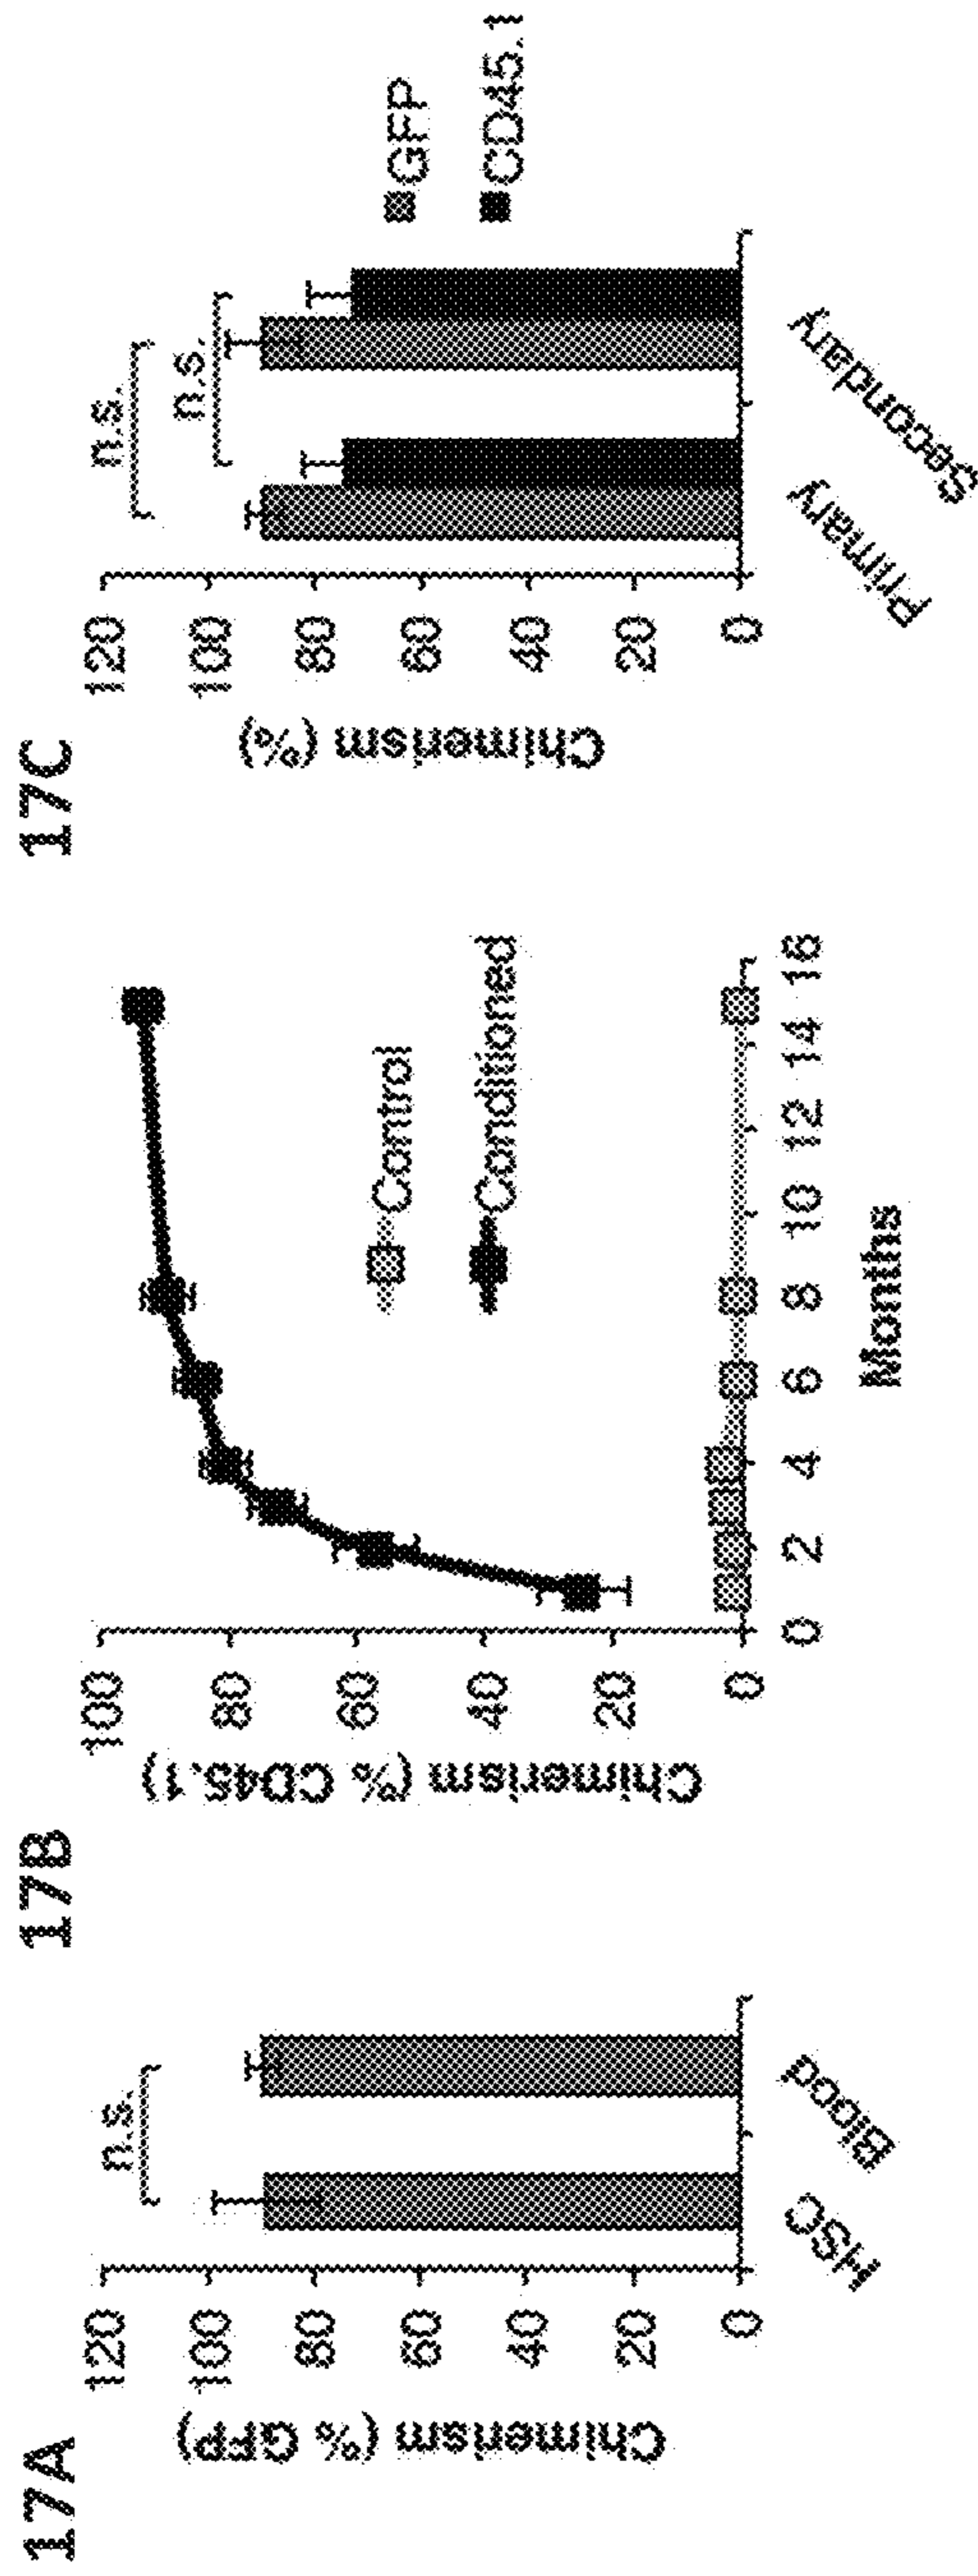 17A
Chimerism (% GFP)
120
100
80
60
40
20
0
n.s.
HSC
Blood
17B
Chimerism (% CD45.1)
100
80
60
40
20
0
Control
Conditioned
0 2 4 6 8 10 12 14 16
Months
17C
Chimerism (%)
120
100
80
60
40
20
0
n.s.
n.s.
GFP
CD45.1
Primary
Secondary